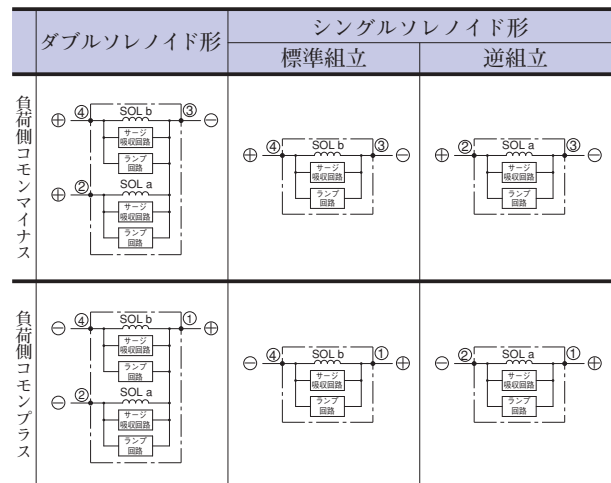 ダブルソレノイド形
シングルソレノイド形
標準組立
逆組立
負荷側コモンマイナス
④ SOL b ③
⊕ ⊖
サージ
吸収回路
ランプ
回路
② SOL a
⊕
サージ
吸収回路
ランプ
回路
④ SOL b ③
⊕ ⊖
サージ
吸収回路
ランプ
回路
② SOL a ③
⊕ ⊖
サージ
吸収回路
ランプ
回路
負荷側コモンプラス
④ SOL b ①
⊖ ⊕
サージ
吸収回路
ランプ
回路
② SOL a
⊖
サージ
吸収回路
ランプ
回路
④ SOL b ①
⊖ ⊕
サージ
吸収回路
ランプ
回路
② SOL a ①
⊖ ⊕
サージ
吸収回路
ランプ
回路